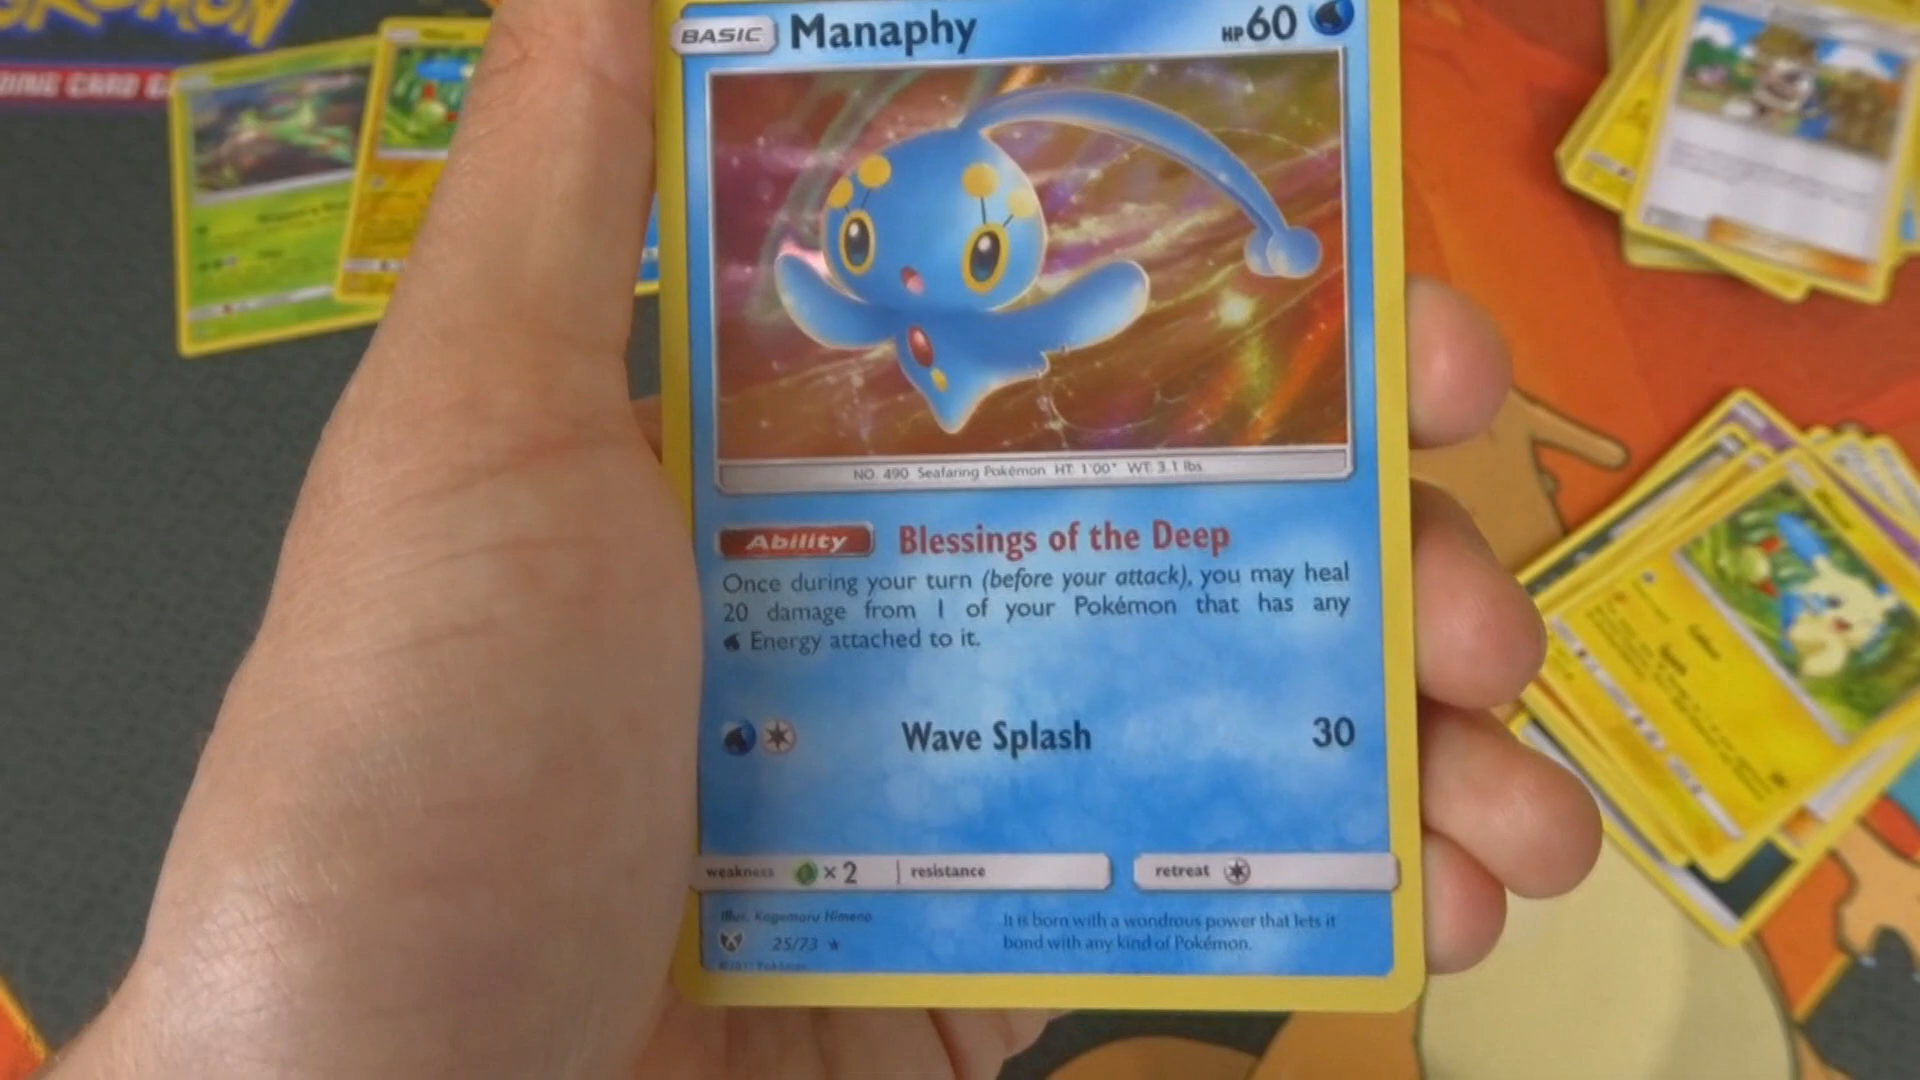 BASIC Manaphy HP60
NO. 490 Seafaring Pokémon HT: 1'00" WT: 3.1 lbs.
Ability Blessings of the Deep
Once during your turn (before your attack), you may heal
20 damage from 1 of your Pokémon that has any
Energy attached to it.
Wave Splash 30
weakness ×2 resistance retreat
Illus. Kagemaru Himeno
25/73
©2017 Pokémon
It is born with a wondrous power that lets it
bond with any kind of Pokémon.